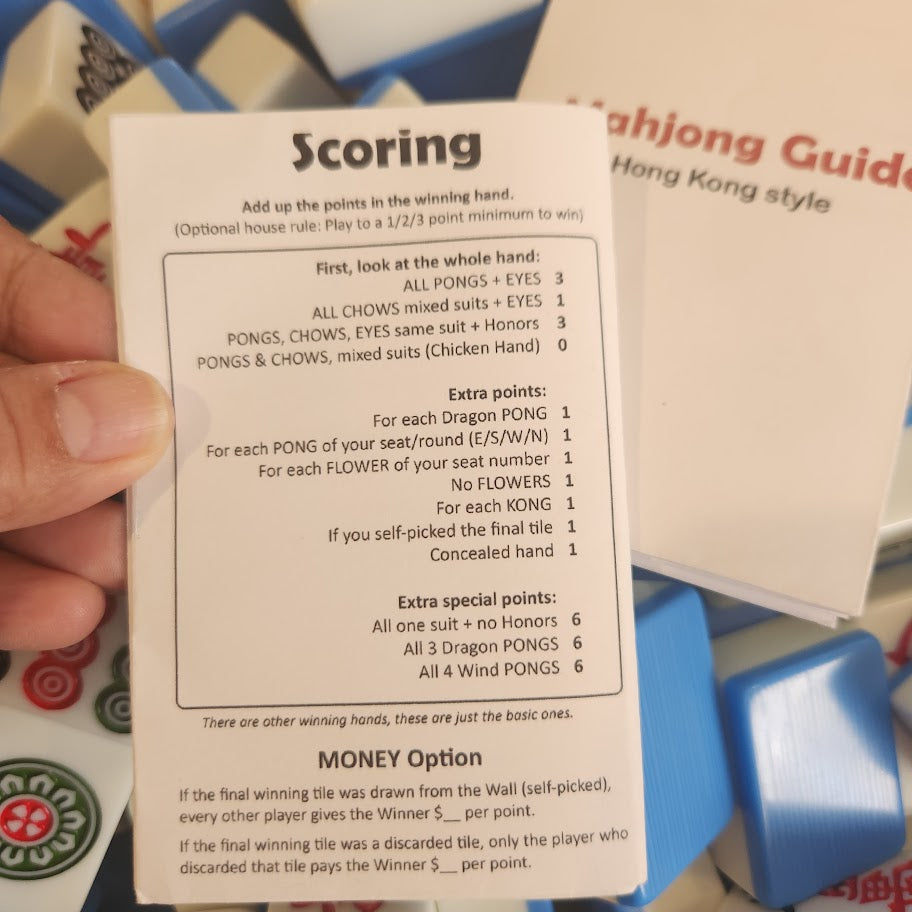 Scoring
Add up the points in the winning hand.
(Optional house rule: Play to a 1/2/3 point minimum to win)
First, look at the whole hand:
ALL PONGS + EYES 3
ALL CHOWS mixed suits + EYES 1
PONGS, CHOWS, EYES same suit + Honors 3
PONGS & CHOWS, mixed suits (Chicken Hand) 0
Extra points:
For each Dragon PONG 1
For each PONG of your seat/round (E/S/W/N) 1
For each FLOWER of your seat number 1
No FLOWERS 1
For each KONG 1
If you self-picked the final tile 1
Concealed hand 1
Extra special points:
All one suit + no Honors 6
All 3 Dragon PONGS 6
All 4 Wind PONGS 6
There are other winning hands, these are just the basic ones.
MONEY Option
If the final winning tile was drawn from the Wall (self-picked),
every other player gives the Winner $__ per point.
If the final winning tile was a discarded tile, only the player who
discarded that tile pays the Winner $__ per point.
Mahjong Guide
Hong Kong style